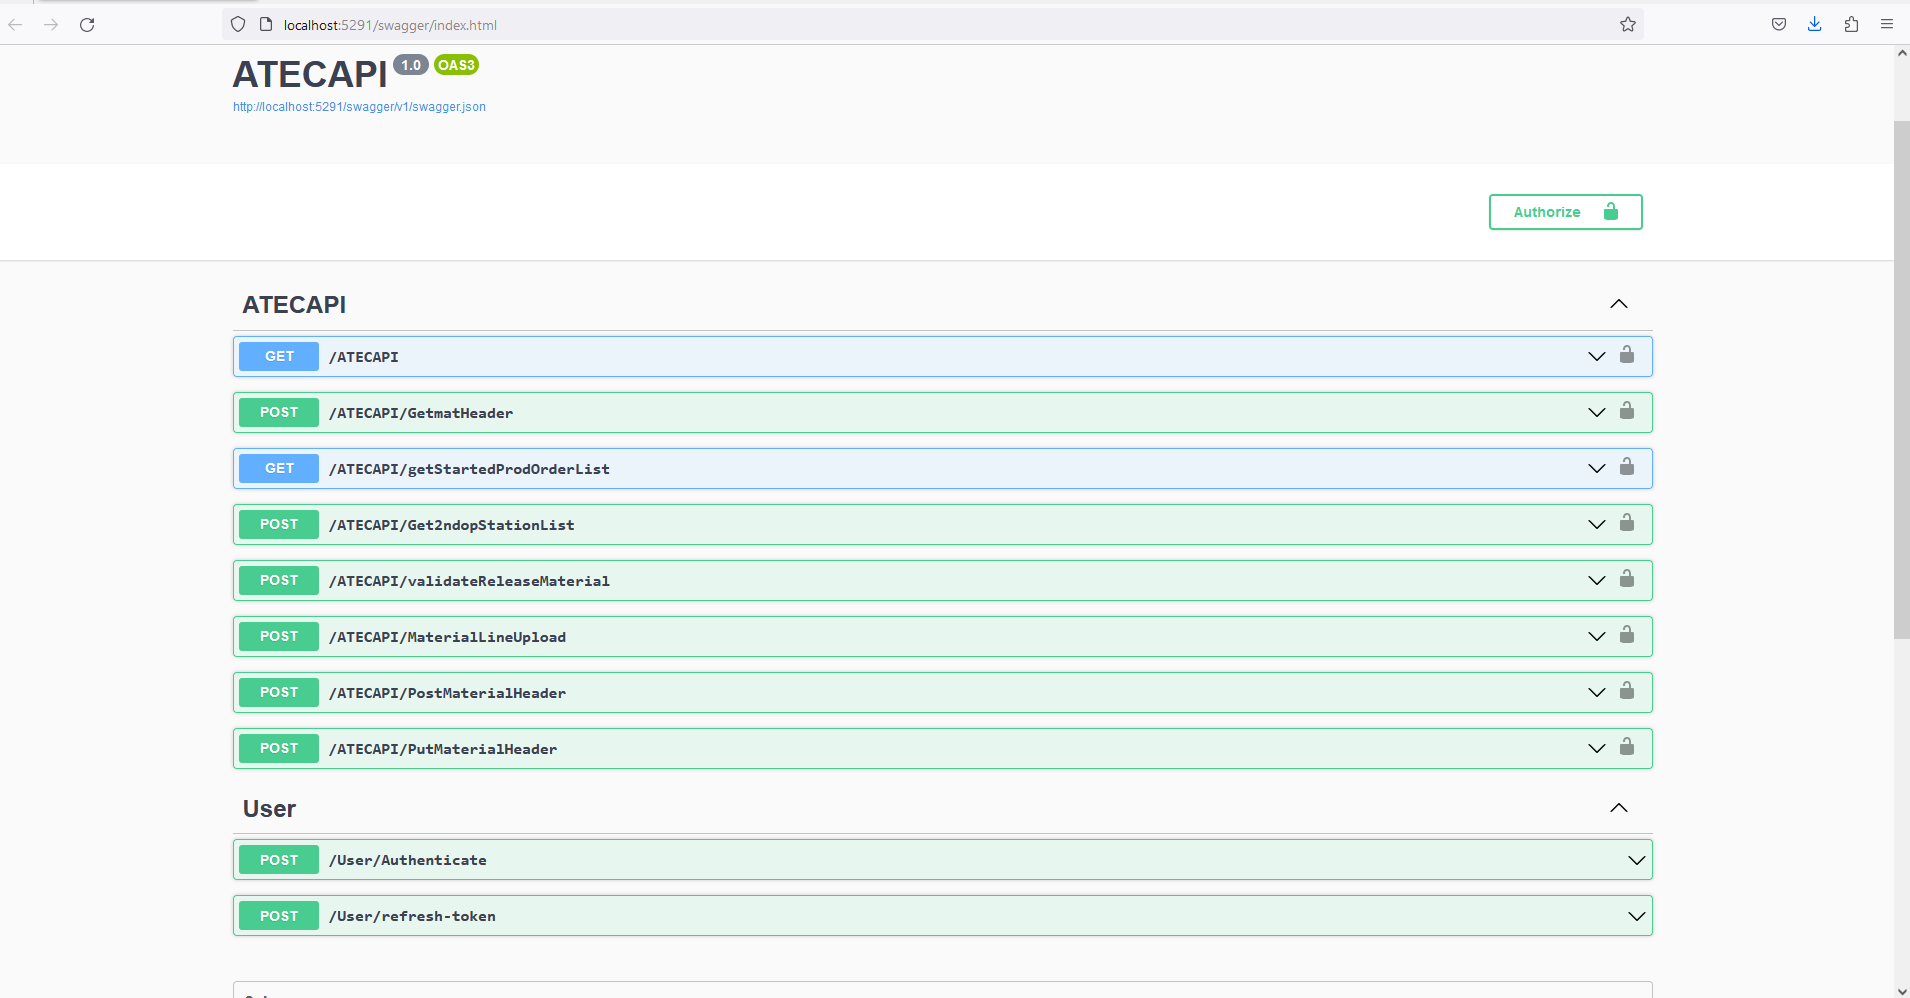 localhost:5291/swagger/index.html
ATECAPI 1.0 OAS3
http://localhost:5291/swagger/v1/swagger.json
Authorize
ATECAPI
GET /ATECAPI
POST /ATECAPI/GetmatHeader
GET /ATECAPI/getStartedProdOrderList
POST /ATECAPI/Get2ndopStationList
POST /ATECAPI/validateReleaseMaterial
POST /ATECAPI/MaterialLineUpload
POST /ATECAPI/PostMaterialHeader
POST /ATECAPI/PutMaterialHeader
User
POST /User/Authenticate
POST /User/refresh-token